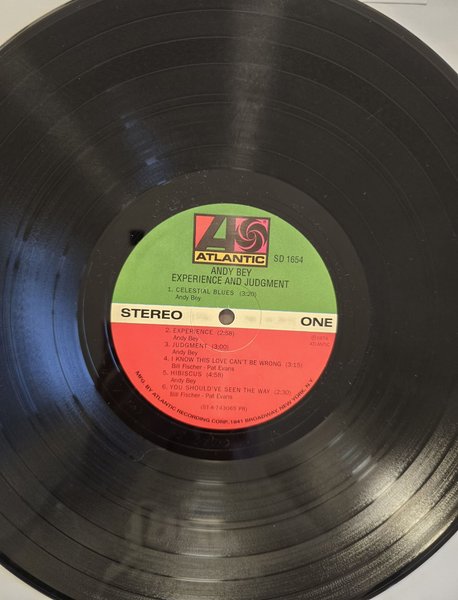 ATLANTIC
SD 1654
ANDY BEY
EXPERIENCE AND JUDGMENT
1. CELESTIAL BLUES (3:20)
Andy Bey
STEREO
ONE
2. EXPERIENCE (2:58)
Andy Bey
3. JUDGMENT (3:00)
Andy Bey
4. I KNOW THIS LOVE CAN'T BE WRONG (3:15)
Bill Fischer - Pat Evans
5. HIBISCUS (4:58)
Andy Bey
6. YOU SHOULD'VE SEEN THE WAY (2:30)
Bill Fischer - Pat Evans
ATLANTIC
MFG. BY ATLANTIC RECORDING CORP. 1841 BROADWAY, NEW YORK, N.Y.